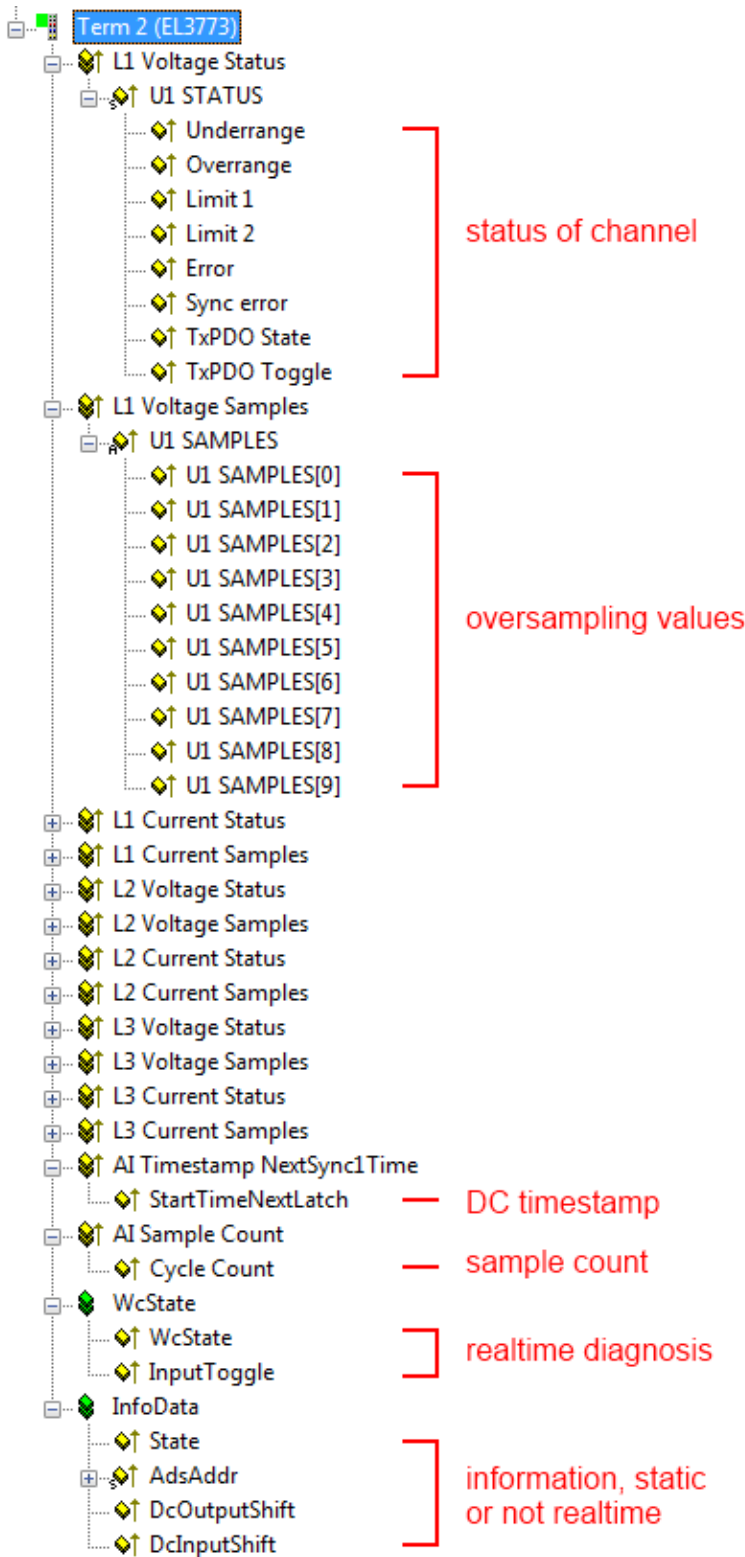 Term 2 (EL3773)
L1 Voltage Status
U1 STATUS
Underrange
Overrange
Limit 1
Limit 2
status of channel
Error
Sync error
TxPDO State
TxPDO Toggle
L1 Voltage Samples
U1 SAMPLES
U1 SAMPLES[0]
U1 SAMPLES[1]
U1 SAMPLES[2]
U1 SAMPLES[3]
U1 SAMPLES[4]
oversampling values
U1 SAMPLES[5]
U1 SAMPLES[6]
U1 SAMPLES[7]
U1 SAMPLES[8]
U1 SAMPLES[9]
L1 Current Status
L1 Current Samples
L2 Voltage Status
L2 Voltage Samples
L2 Current Status
L2 Current Samples
L3 Voltage Status
L3 Voltage Samples
L3 Current Status
L3 Current Samples
AI Timestamp NextSync1Time
StartTimeNextLatch DC timestamp
AI Sample Count
Cycle Count sample count
WcState
WcState
realtime diagnosis
InputToggle
InfoData
State
AdsAddr
information, static
or not realtime
DcOutputShift
DcInputShift